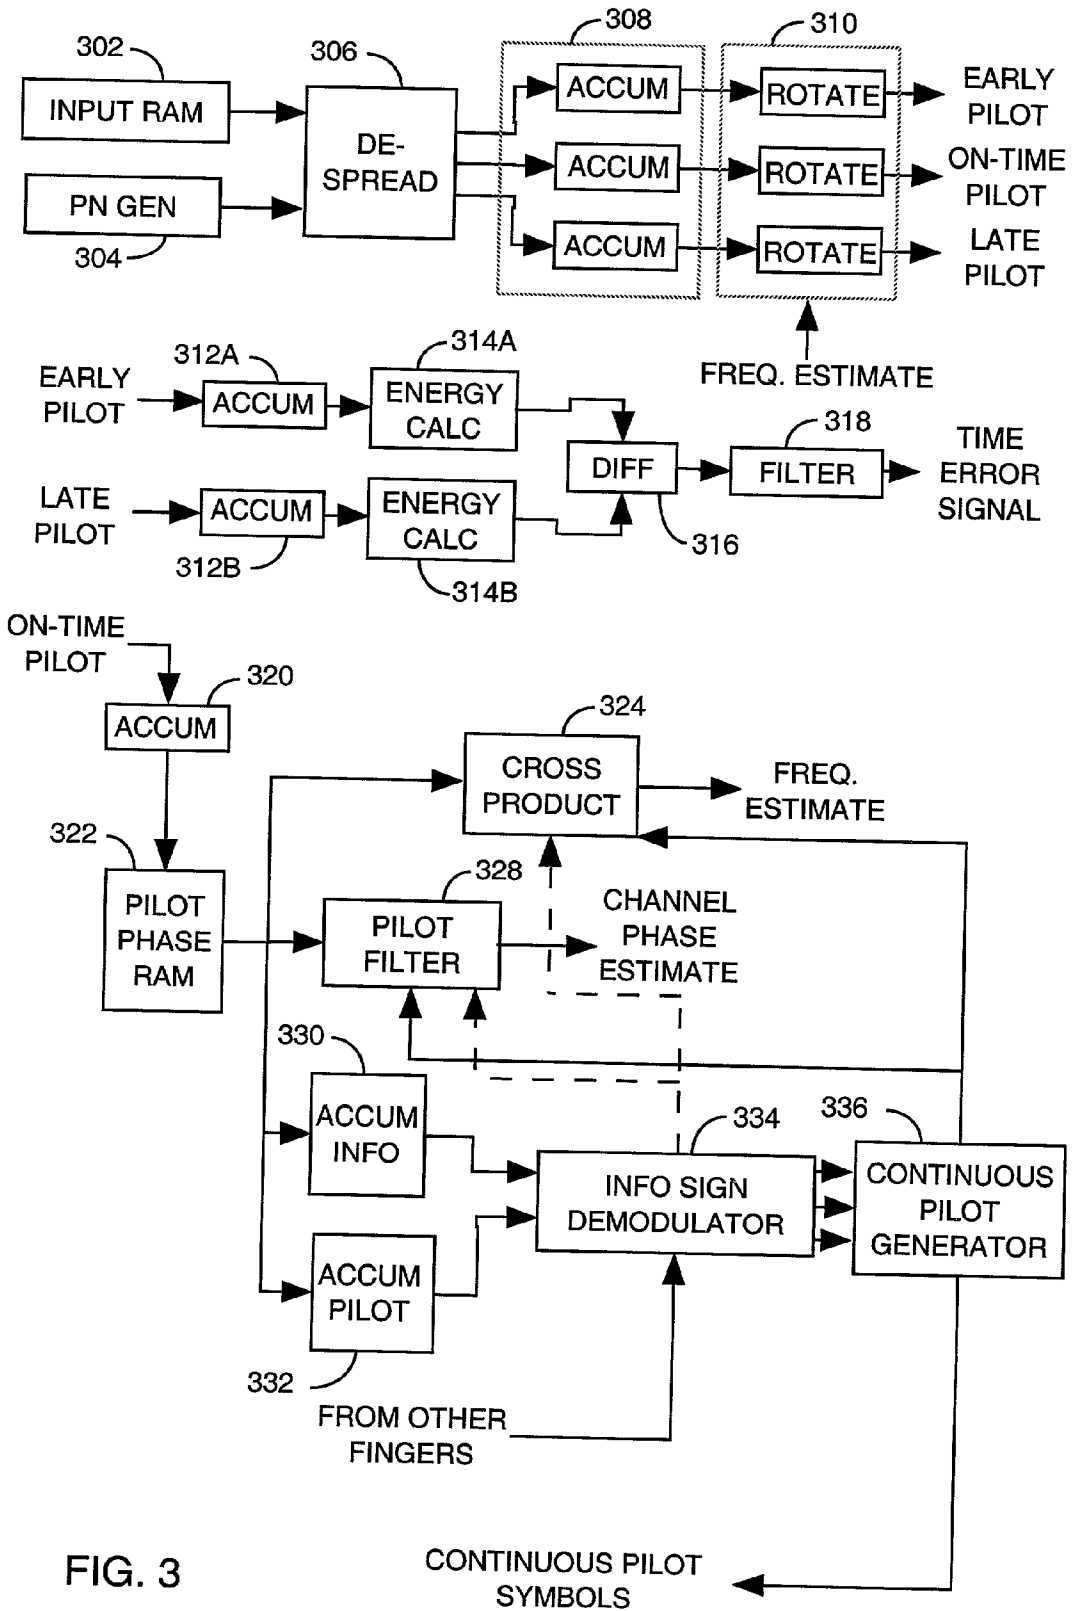 302
INPUT RAM
PN GEN
304
306
DE-
SPREAD
308
ACCUM
ACCUM
ACCUM
310
ROTATE
ROTATE
ROTATE
EARLY
PILOT
ON-TIME
PILOT
LATE
PILOT
FREQ. ESTIMATE
EARLY
PILOT
312A
ACCUM
314A
ENERGY
CALC
LATE
PILOT
ACCUM
312B
ENERGY
CALC
314B
DIFF
316
318
FILTER
TIME
ERROR
SIGNAL
ON-TIME
PILOT
320
ACCUM
322
PILOT
PHASE
RAM
324
CROSS
PRODUCT
FREQ.
ESTIMATE
328
PILOT
FILTER
CHANNEL
PHASE
ESTIMATE
330
ACCUM
INFO
ACCUM
PILOT
332
334
INFO SIGN
DEMODULATOR
336
CONTINUOUS
PILOT
GENERATOR
FROM OTHER
FINGERS
CONTINUOUS PILOT
SYMBOLS
FIG. 3